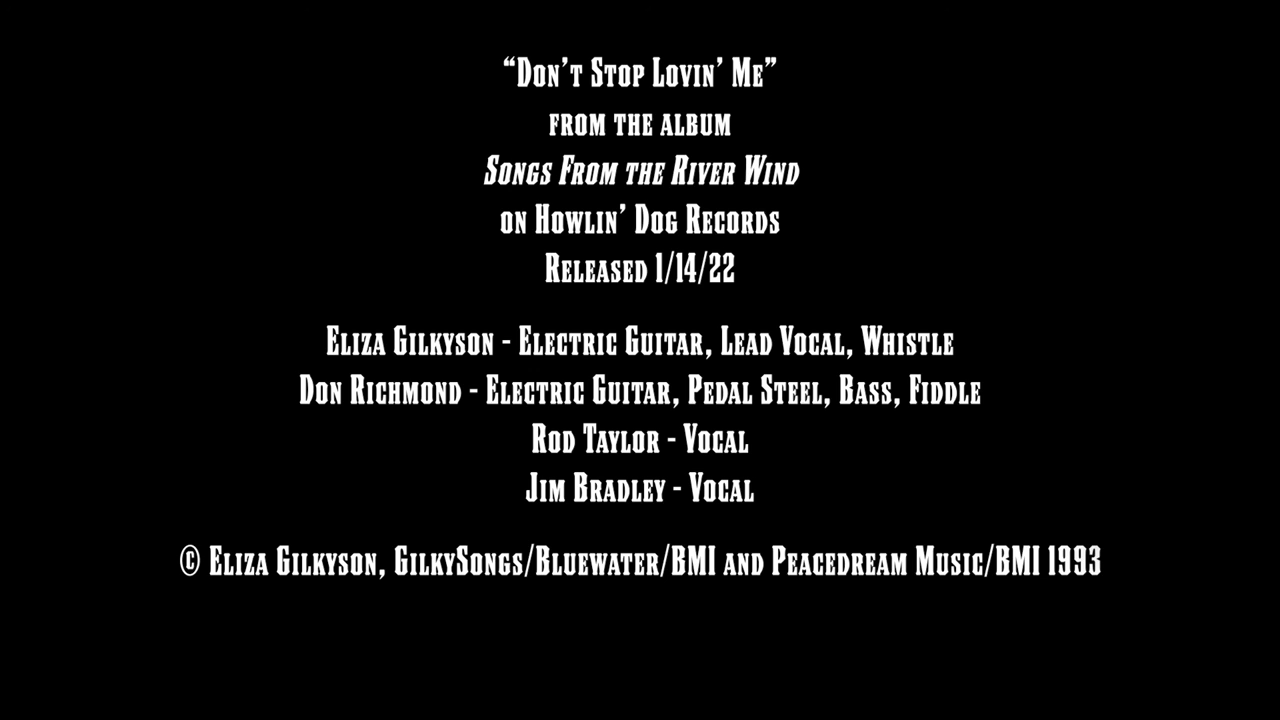 “Don’t Stop Lovin’ Me”
from the album
Songs From the River Wind
on Howlin’ Dog Records
Released 1/14/22
Eliza Gilkyson - Electric Guitar, Lead Vocal, Whistle
Don Richmond - Electric Guitar, Pedal Steel, Bass, Fiddle
Rod Taylor - Vocal
Jim Bradley - Vocal
© Eliza Gilkyson, GilkySongs/Bluewater/BMI and Peacedream Music/BMI 1993